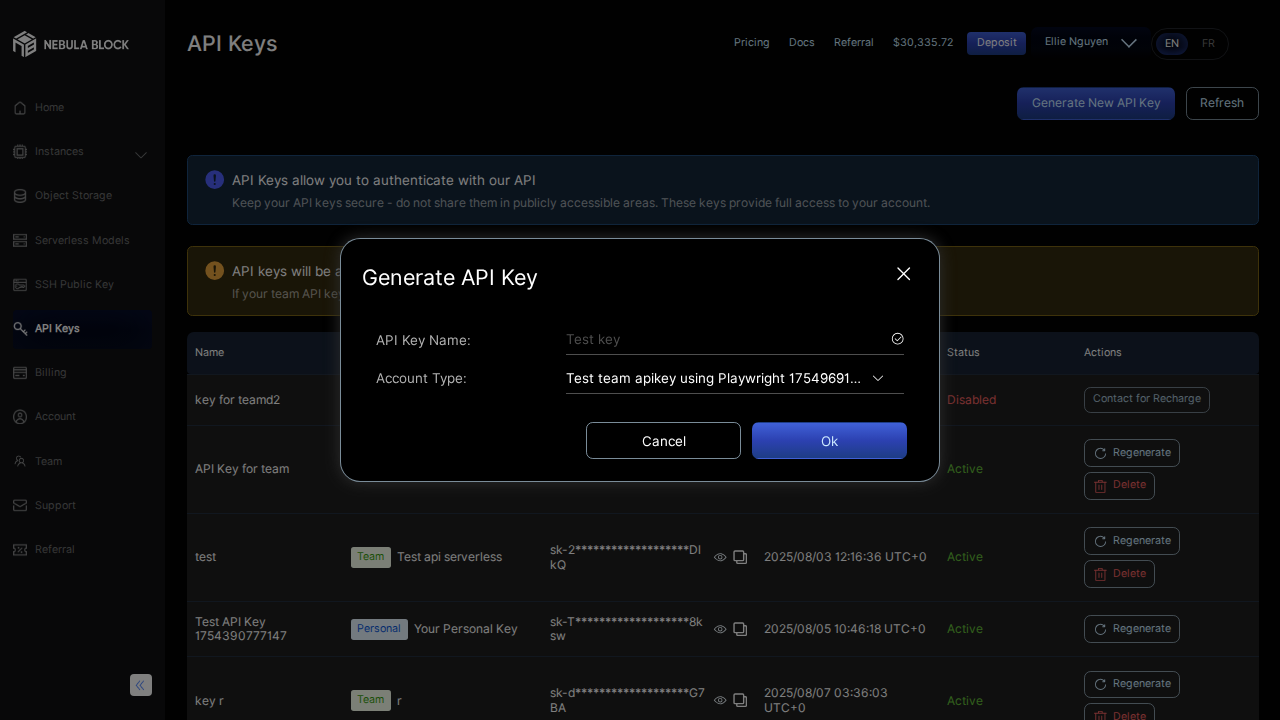 NEBULA BLOCK
API Keys
Pricing
Docs
Referral
$30,335.72
Deposit
Ellie Nguyen
EN
FR
Home
Instances
Object Storage
Serverless Models
SSH Public Key
API Keys
Billing
Account
Team
Support
Referral
Generate New API Key
Refresh
API Keys allow you to authenticate with our API
Keep your API keys secure - do not share them in publicly accessible areas. These keys provide full access to your account.
API keys will be a
If your team API ke
Generate API Key
API Key Name:
Test key
Account Type:
Test team apikey using Playwright 17549691...
Cancel
Ok
Name
Status
Actions
key for teamd2
Disabled
Contact for Recharge
API Key for team
Active
Regenerate
Delete
test
Team
Test api serverless
sk-2*******************DI
kQ
2025/08/03 12:16:36 UTC+0
Active
Regenerate
Delete
Test API Key
1754390777147
Personal
Your Personal Key
sk-T*******************8k
sw
2025/08/05 10:46:18 UTC+0
Active
Regenerate
key r
Team
r
sk-d*******************G7
BA
2025/08/07 03:36:03
UTC+0
Active
Regenerate
Delete